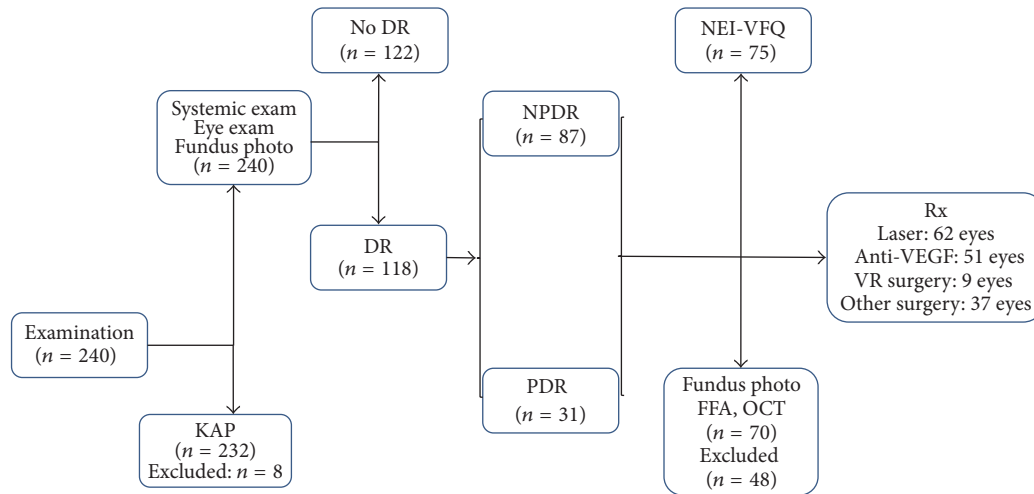 No DR
(n = 122)
NEI-VFQ
(n = 75)
Systemic exam
Eye exam
Fundus photo
(n = 240)
NPDR
(n = 87)
DR
(n = 118)
Rx
Laser: 62 eyes
Anti-VEGF: 51 eyes
VR surgery: 9 eyes
Other surgery: 37 eyes
Examination
(n = 240)
PDR
(n = 31)
Fundus photo
FFA, OCT
(n = 70)
Excluded
(n = 48)
KAP
(n = 232)
Excluded: n = 8